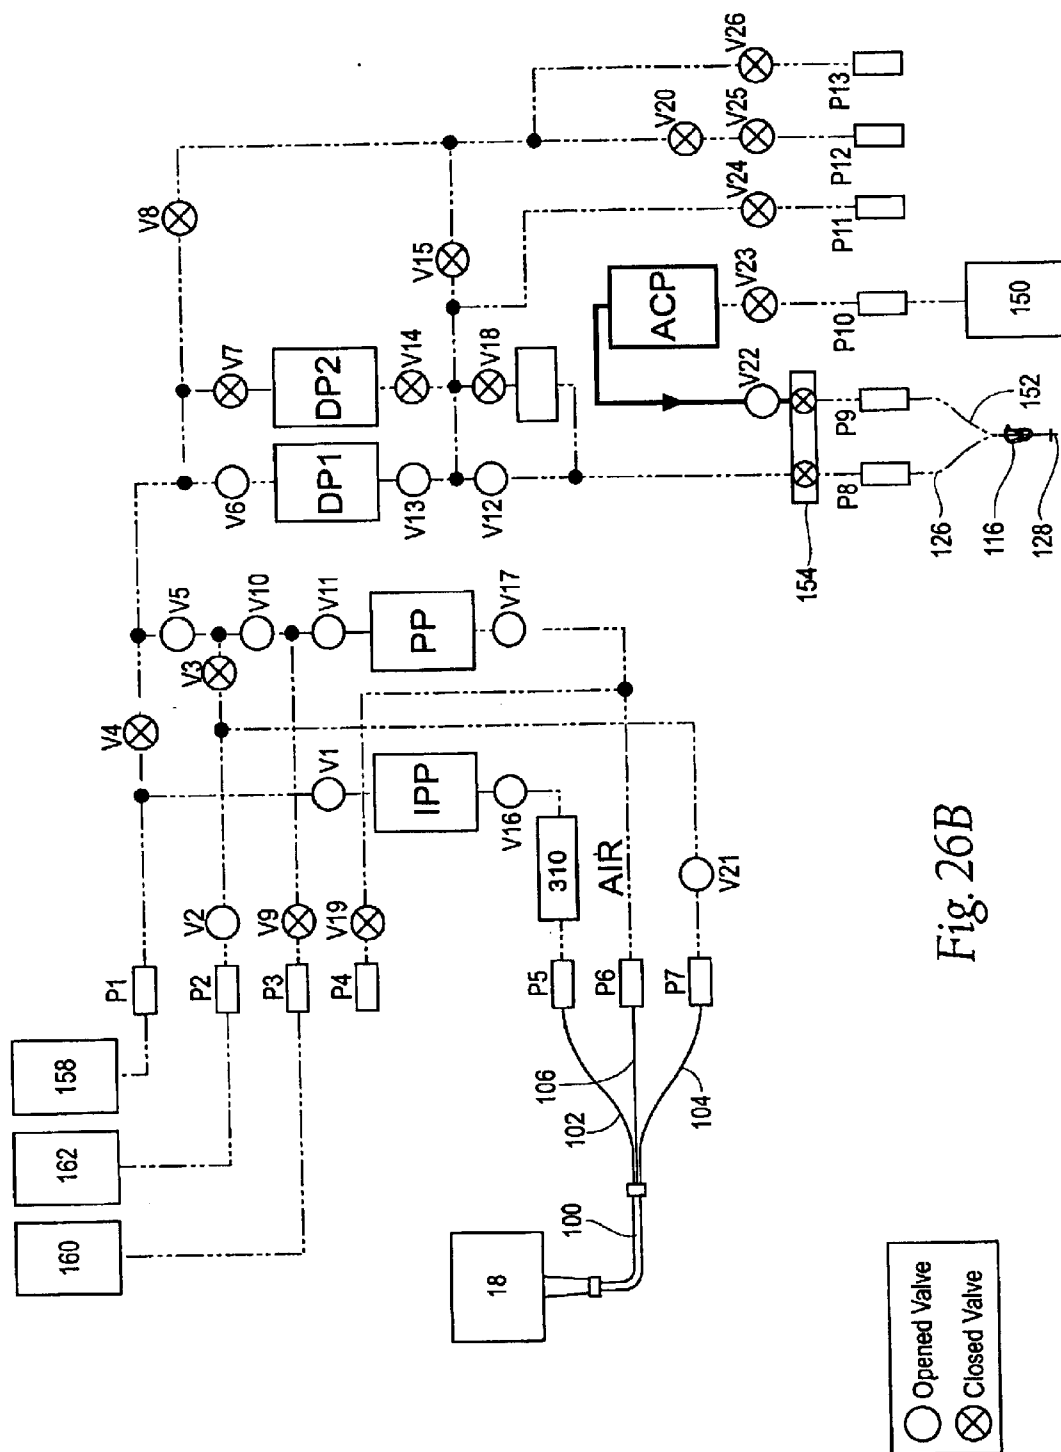 158
162
160
P1
P2
P3
P4
V2
V9
V19
V4
V3
V5
V10
V11
V1
IPP
V16
PP
V17
310
AIR
V21
P5
P6
P7
102
106
104
100
18
V6
V7
V8
DP1
DP2
V13
V14
V12
V18
V15
V20
V26
V25
V24
V23
V22
ACP
154
P8
P9
P10
P11
P12
P13
126
116
128
152
150
Opened Valve
Closed Valve
Fig. 26B